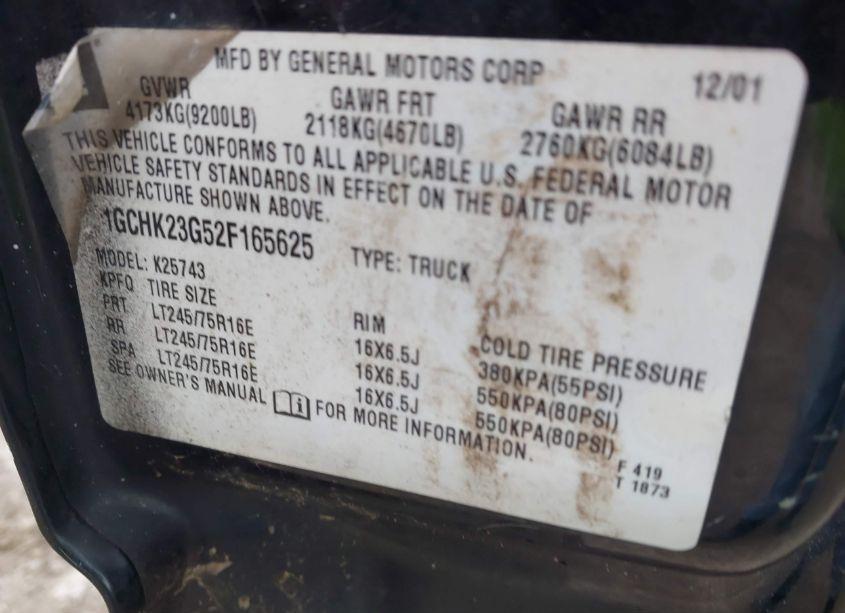 MFD BY GENERAL MOTORS CORP 12/01
GVWR GAWR FRT GAWR RR
4173KG(9200LB) 2118KG(4670LB) 2760KG(6084LB)
THIS VEHICLE CONFORMS TO ALL APPLICABLE U.S. FEDERAL MOTOR
VEHICLE SAFETY STANDARDS IN EFFECT ON THE DATE OF
MANUFACTURE SHOWN ABOVE.
1GCHK23G52F165625
MODEL: K25743 TYPE: TRUCK
KPFQ TIRE SIZE RIM COLD TIRE PRESSURE
FRT LT245/75R16E 16X6.5J 380KPA(55PSI)
RR LT245/75R16E 16X6.5J 550KPA(80PSI)
SPA LT245/75R16E 16X6.5J 550KPA(80PSI)
SEE OWNER'S MANUAL i FOR MORE INFORMATION.
F 419
T 1873